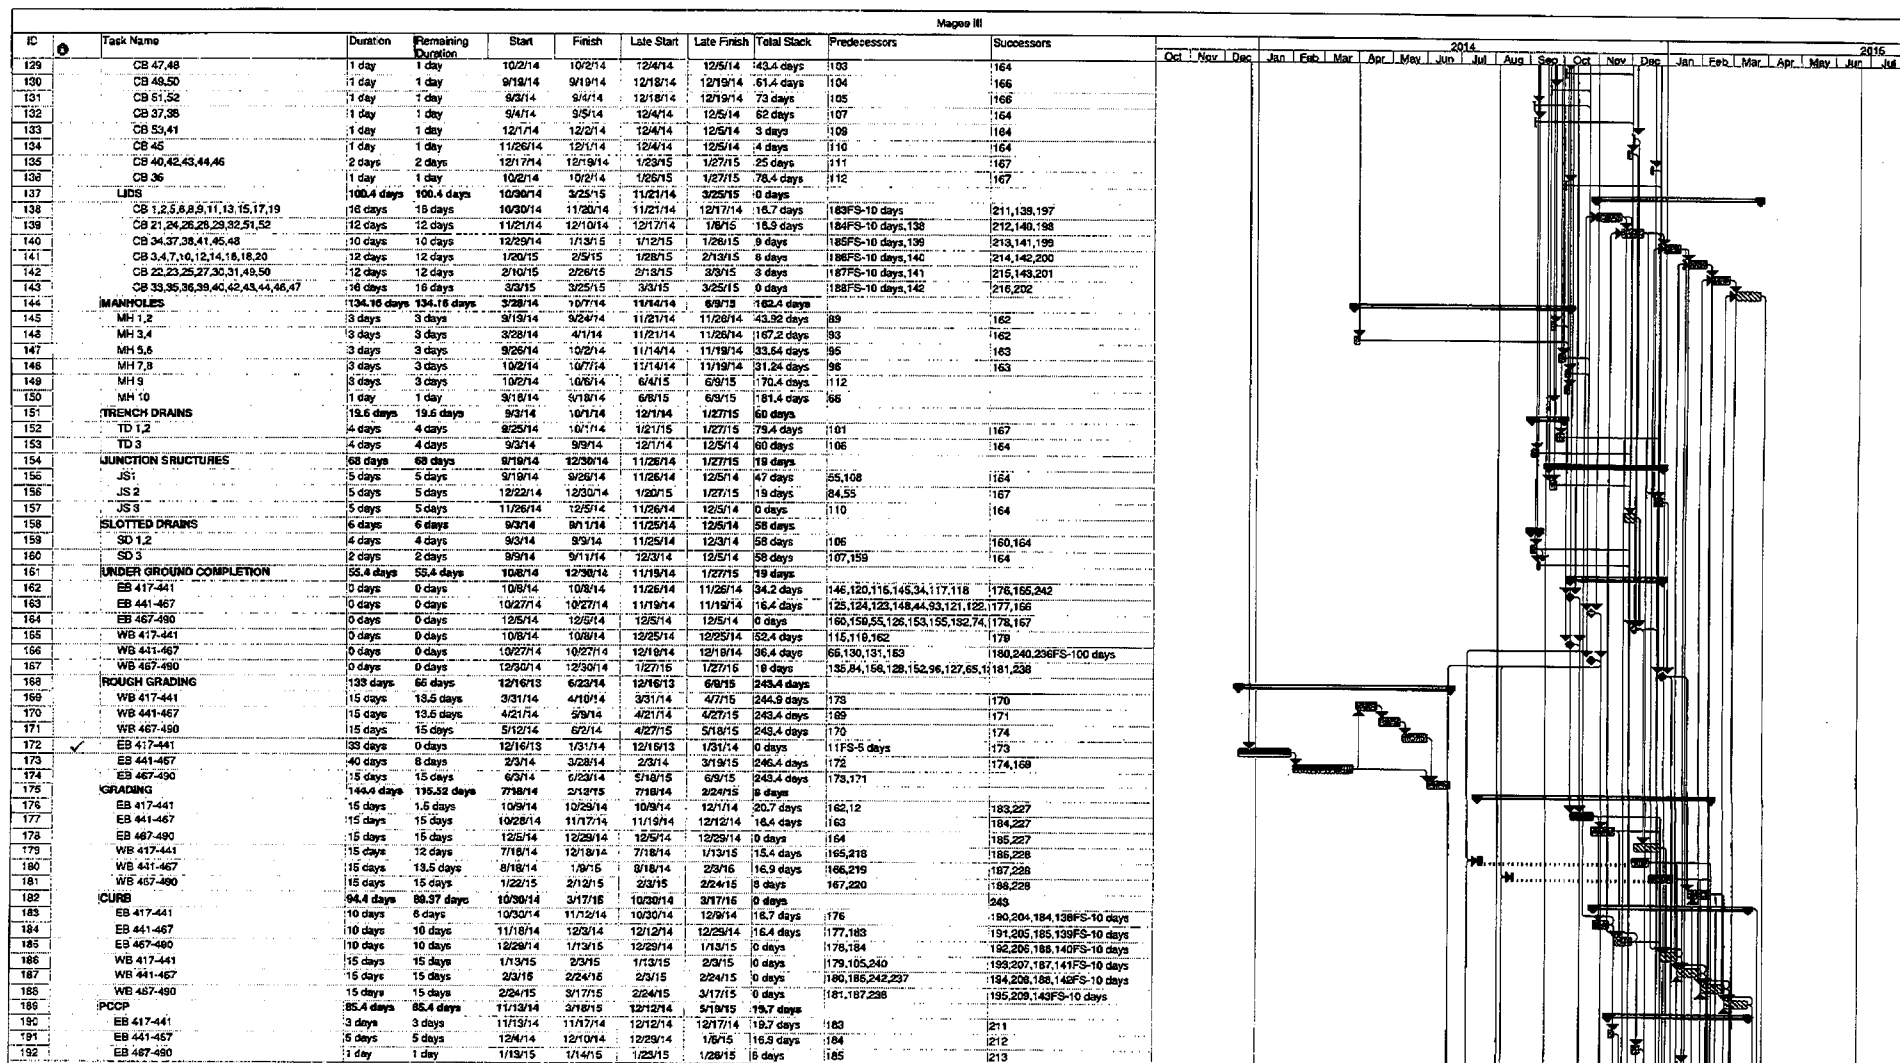 Magee III
ID Task Name Duration Remaining Duration Start Finish Late Start Late Finish Total Slack Predecessors Successors
2014 2015
Oct Nov Dec Jan Feb Mar Apr May Jun Jul Aug Sep Oct Nov Dec Jan Feb Mar Apr May Jun Jul
129 CB 47,48 1 day 1 day 10/2/14 10/2/14 12/4/14 12/5/14 43.4 days 103 164
130 CB 49,50 1 day 1 day 9/19/14 9/19/14 12/18/14 12/19/14 61.4 days 104 166
131 CB 51,52 1 day 1 day 9/3/14 9/4/14 12/18/14 12/19/14 73 days 105 166
132 CB 37,38 1 day 1 day 9/4/14 9/5/14 12/4/14 12/5/14 62 days 107 164
133 CB 53,41 1 day 1 day 12/1/14 12/2/14 12/4/14 12/5/14 3 days 109 164
134 CB 45 1 day 1 day 11/26/14 12/1/14 12/4/14 12/5/14 4 days 110 164
135 CB 40,42,43,44,46 2 days 2 days 12/17/14 12/19/14 1/23/15 1/27/15 25 days 111 167
136 CB 36 1 day 1 day 10/2/14 10/2/14 1/26/15 1/27/15 78.4 days 112 167
137 LIDS 100.4 days 100.4 days 10/30/14 3/25/15 11/21/14 3/25/15 0 days
138 CB 1,2,5,6,8,9,11,13,15,17,19 16 days 16 days 10/30/14 11/20/14 11/21/14 12/17/14 16.7 days 183FS-10 days 211,139,197
139 CB 21,24,26,28,29,32,51,52 12 days 12 days 11/21/14 12/10/14 12/17/14 1/6/15 16.9 days 184FS-10 days,138 212,140,198
140 CB 34,37,38,41,45,48 10 days 10 days 12/29/14 1/13/15 1/12/15 1/26/15 9 days 185FS-10 days,139 213,141,199
141 CB 3,4,7,10,12,14,16,18,20 12 days 12 days 1/20/15 2/5/15 1/28/15 2/13/15 6 days 186FS-10 days,140 214,142,200
142 CB 22,23,25,27,30,31,49,50 12 days 12 days 2/10/15 2/26/15 2/13/15 3/3/15 3 days 187FS-10 days,141 215,143,201
143 CB 33,35,36,39,40,42,43,44,46,47 16 days 16 days 3/3/15 3/25/15 3/3/15 3/25/15 0 days 188FS-10 days,142 216,202
144 MANHOLES 134.16 days 134.16 days 3/28/14 10/7/14 11/14/14 6/9/15 162.4 days
145 MH 1,2 3 days 3 days 9/19/14 9/24/14 11/21/14 11/26/14 43.92 days 89 162
146 MH 3,4 3 days 3 days 3/28/14 4/1/14 11/21/14 11/26/14 167.2 days 93 162
147 MH 5,6 3 days 3 days 9/26/14 10/2/14 11/14/14 11/19/14 33.64 days 95 163
148 MH 7,8 3 days 3 days 10/2/14 10/7/14 11/14/14 11/19/14 31.24 days 96 163
149 MH 9 3 days 3 days 10/2/14 10/6/14 6/4/15 6/9/15 170.4 days 112
150 MH 10 1 day 1 day 9/18/14 9/18/14 6/8/15 6/9/15 181.4 days 66
151 TRENCH DRAINS 19.6 days 19.6 days 9/3/14 10/1/14 12/1/14 1/27/15 60 days
152 TD 1,2 4 days 4 days 9/25/14 10/1/14 1/21/15 1/27/15 79.4 days 101 167
153 TD 3 4 days 4 days 9/3/14 9/9/14 12/1/14 12/5/14 60 days 106 164
154 JUNCTION SRUCTURES 68 days 68 days 9/19/14 12/30/14 11/26/14 1/27/15 19 days
155 JS1 5 days 5 days 9/19/14 9/26/14 11/26/14 12/5/14 47 days 55,108 164
156 JS 2 5 days 5 days 12/22/14 12/30/14 1/20/15 1/27/15 19 days 84,55 167
157 JS 3 5 days 5 days 11/26/14 12/5/14 11/26/14 12/5/14 0 days 110 164
158 SLOTTED DRAINS 6 days 6 days 9/3/14 9/11/14 11/25/14 12/5/14 58 days
159 SD 1,2 4 days 4 days 9/3/14 9/9/14 11/25/14 12/3/14 58 days 106 160,164
160 SD 3 2 days 2 days 9/9/14 9/11/14 12/3/14 12/5/14 58 days 107,159 164
161 UNDER GROUND COMPLETION 55.4 days 55.4 days 10/8/14 12/30/14 11/19/14 1/27/15 19 days
162 EB 417-441 0 days 0 days 10/8/14 10/8/14 11/26/14 11/26/14 34.2 days 146,120,116,145,34,117,118 176,165,242
163 EB 441-467 0 days 0 days 10/27/14 10/27/14 11/19/14 11/19/14 16.4 days 125,124,123,148,44,93,121,122, 177,166
164 EB 467-490 0 days 0 days 12/5/14 12/5/14 12/5/14 12/5/14 0 days 160,159,55,126,153,155,132,74, 178,167
165 WB 417-441 0 days 0 days 10/8/14 10/8/14 12/25/14 12/25/14 52.4 days 115,119,162 179
166 WB 441-467 0 days 0 days 10/27/14 10/27/14 12/19/14 12/19/14 36.4 days 65,130,131,163 180,240,236FS-100 days
167 WB 467-490 0 days 0 days 12/30/14 12/30/14 1/27/15 1/27/15 19 days 135,84,156,128,152,96,127,65,1 181,238
168 ROUGH GRADING 133 days 65 days 12/16/13 6/23/14 12/16/13 6/9/15 243.4 days
169 WB 417-441 15 days 13.5 days 3/31/14 4/18/14 3/31/14 4/7/15 244.9 days 173 170
170 WB 441-467 15 days 13.5 days 4/21/14 5/9/14 4/21/14 4/27/15 243.4 days 169 171
171 WB 467-490 15 days 15 days 5/12/14 6/2/14 4/27/15 5/18/15 243.4 days 170 174
172 ✓ EB 417-441 33 days 0 days 12/16/13 1/31/14 12/16/13 1/31/14 0 days 11FS-5 days 173
173 EB 441-467 40 days 8 days 2/3/14 3/28/14 2/3/14 3/19/15 246.4 days 172 174,169
174 EB 467-490 15 days 15 days 6/3/14 6/23/14 5/18/15 6/9/15 243.4 days 173,171
175 GRADING 144.4 days 115.52 days 7/18/14 2/12/15 7/18/14 2/24/15 8 days
176 EB 417-441 15 days 1.5 days 10/9/14 10/29/14 10/9/14 12/1/14 20.7 days 162,12 183,227
177 EB 441-467 15 days 15 days 10/28/14 11/17/14 11/19/14 12/12/14 16.4 days 163 184,227
178 EB 467-490 15 days 15 days 12/5/14 12/29/14 12/5/14 12/29/14 0 days 164 185,227
179 WB 417-441 15 days 12 days 7/18/14 12/18/14 7/18/14 1/13/15 15.4 days 165,218 186,228
180 WB 441-467 15 days 13.5 days 8/18/14 1/9/15 8/18/14 2/3/15 16.9 days 166,219 187,228
181 WB 467-490 15 days 15 days 1/22/15 2/12/15 2/3/15 2/24/15 8 days 167,220 188,228
182 CURB 94.4 days 89.37 days 10/30/14 3/17/15 10/30/14 3/17/15 0 days 243
183 EB 417-441 10 days 6 days 10/30/14 11/12/14 10/30/14 12/9/14 16.7 days 176 190,204,184,138FS-10 days
184 EB 441-467 10 days 10 days 11/18/14 12/3/14 12/12/14 12/29/14 16.4 days 177,183 191,205,185,139FS-10 days
185 EB 467-490 10 days 10 days 12/29/14 1/13/15 12/29/14 1/13/15 0 days 178,184 192,206,186,140FS-10 days
186 WB 417-441 15 days 15 days 1/13/15 2/3/15 1/13/15 2/3/15 0 days 179,105,240 193,207,187,141FS-10 days
187 WB 441-467 15 days 15 days 2/3/15 2/24/15 2/3/15 2/24/15 0 days 180,186,242,237 194,208,188,142FS-10 days
188 WB 467-490 15 days 15 days 2/24/15 3/17/15 2/24/15 3/17/15 0 days 181,187,238 195,209,143FS-10 days
189 PCCP 85.4 days 85.4 days 11/13/14 3/18/15 12/12/14 5/19/15 19.7 days
190 EB 417-441 3 days 3 days 11/13/14 11/17/14 12/12/14 12/17/14 19.7 days 183 211
191 EB 441-467 5 days 5 days 12/4/14 12/10/14 12/29/14 1/6/15 16.9 days 184 212
192 EB 467-490 1 day 1 day 1/13/15 1/14/15 1/23/15 1/26/15 6 days 185 213